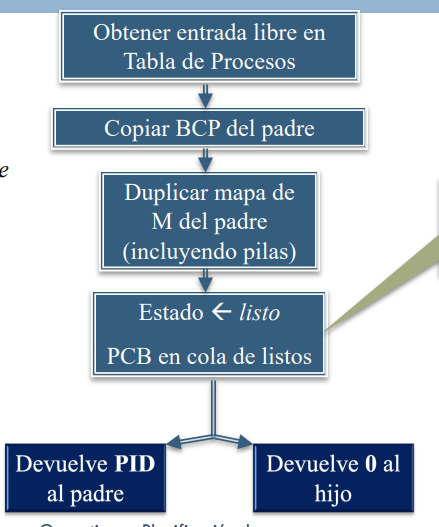 Obtener entrada libre en
Tabla de Procesos
Copiar BCP del padre
e
Duplicar mapa de
M del padre
(incluyendo pilas)
Estado ← listo
PCB en cola de listos
Devuelve PID
al padre
Devuelve 0 al
hijo